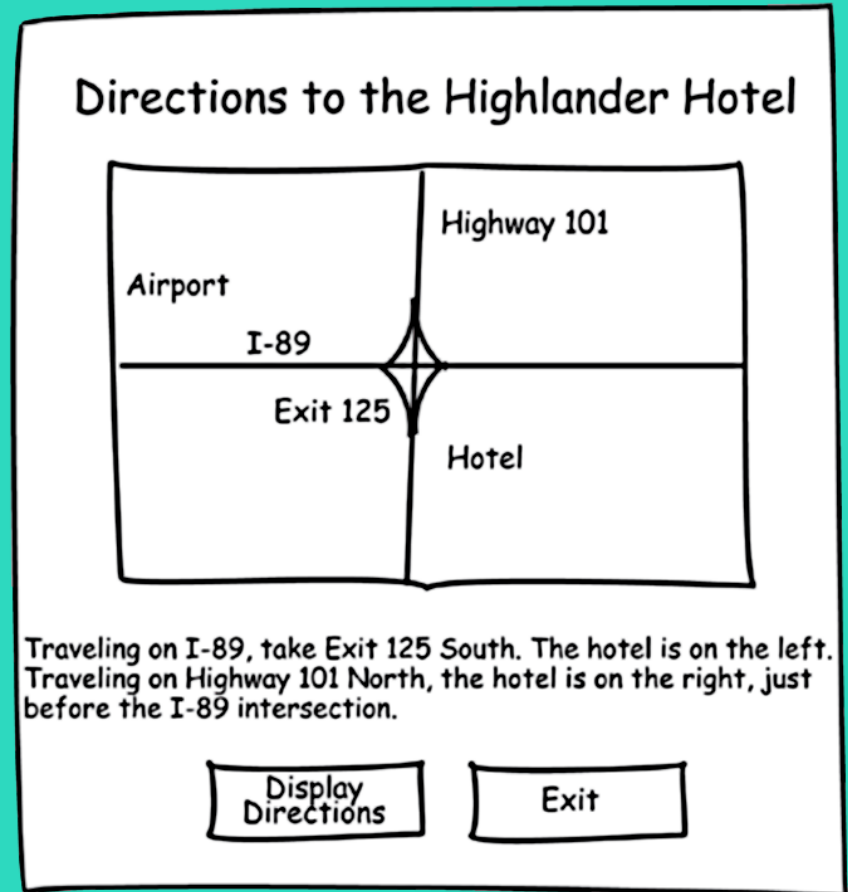 Directions to the Highlander Hotel
Highway 101
Airport
I-89
Exit 125
Hotel
Traveling on I-89, take Exit 125 South. The hotel is on the left.
Traveling on Highway 101 North, the hotel is on the right, just
before the I-89 intersection.
Display
Directions
Exit